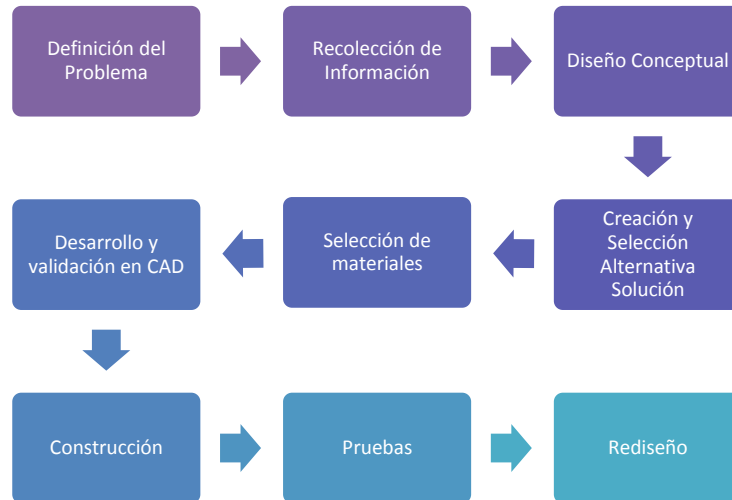 Definición del
Problema
Recolección de
Información
Diseño Conceptual
Creación y
Selección
Alternativa
Solución
Selección de
materiales
Desarrollo y
validación en CAD
Construcción
Pruebas
Rediseño